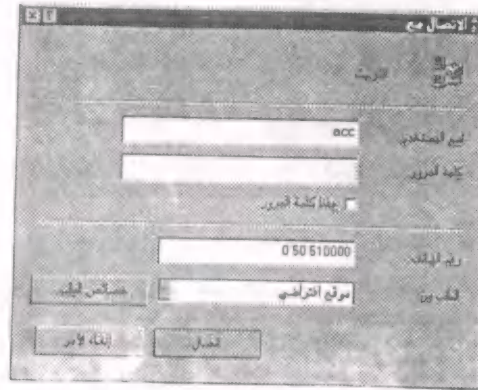 الاتصال مع
انترنت
اسم المستخدم
acc
كلمة المرور
حفظ كلمة المرور
رقم الهاتف
0 50 510000
الطلب من
موقع افتراضي
خصائص الطلب
اتصال
إلغاء الأمر